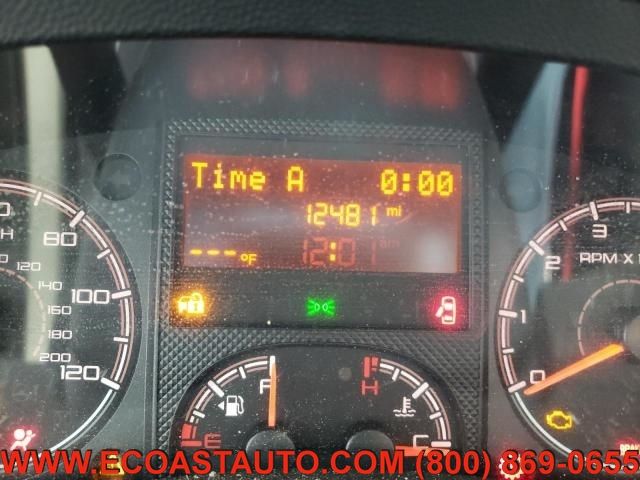 Time A 0:00
12481 mi
---°F 12:01 am
80
100
120
120
140
160
180
200
H
3
2
RPM X 1
1
0
F
E
H
C
WWW.ECOASTAUTO.COM (800) 869-0655